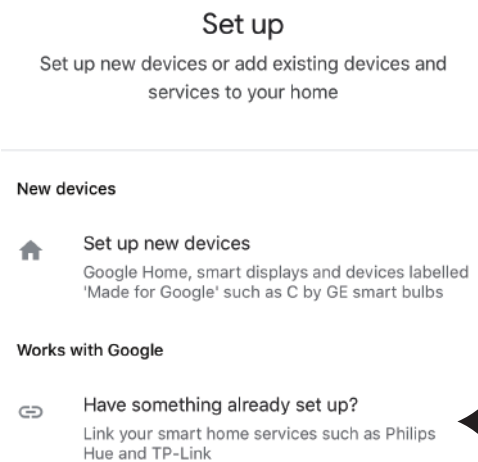 Set up
Set up new devices or add existing devices and
services to your home
New devices
Set up new devices
Google Home, smart displays and devices labelled
'Made for Google' such as C by GE smart bulbs
Works with Google
Have something already set up?
Link your smart home services such as Philips
Hue and TP-Link